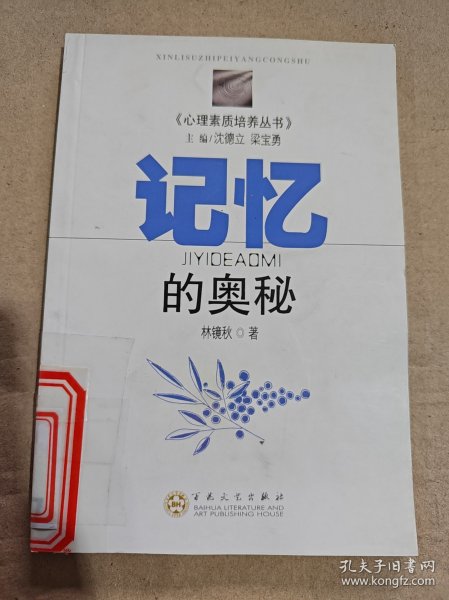 XINLISUZHIPEIYANGCONGSHU
《心理素质培养丛书》
主 编/沈德立 梁宝勇
记忆
JIYIDEAOMI
的奥秘
林镜秋 ◎ 著
BH
百花文艺出版社
BAIHUA LITERATURE AND
ART PUBLISHING HOUSE
孔夫子旧书网
www.kongfz.com